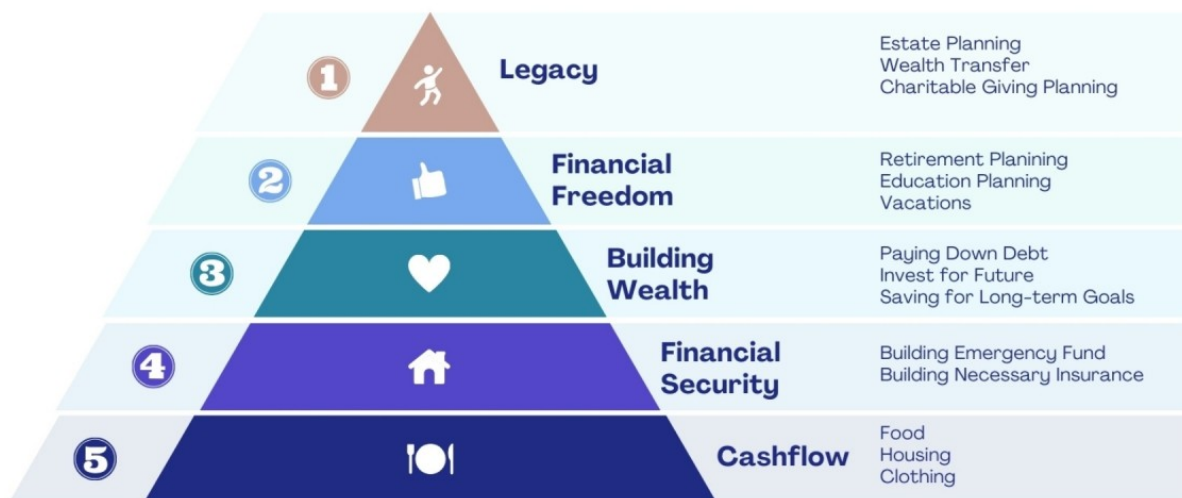 1
Legacy
Estate Planning
Wealth Transfer
Charitable Giving Planning
2
Financial
Freedom
Retirement Planining
Education Planning
Vacations
3
Building
Wealth
Paying Down Debt
Invest for Future
Saving for Long-term Goals
4
Financial
Security
Building Emergency Fund
Building Necessary Insurance
5
Cashflow
Food
Housing
Clothing